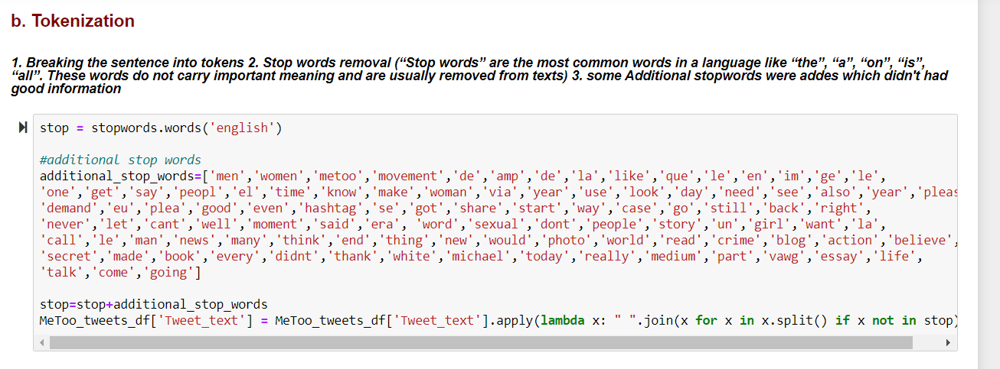 b. Tokenization
1. Breaking the sentence into tokens 2. Stop words removal (“Stop words” are the most common words in a language like “the”, “a”, “on”, “is”,
“all”. These words do not carry important meaning and are usually removed from texts) 3. some Additional stopwords were addes which didn't had
good information
stop = stopwords.words('english')
#additional stop words
additional_stop_words=['men','women','metoo','movement','de','amp','de','la','like','que','le','en','im','ge','le',
'one','get','say','peopl','el','time','know','make','woman','via','year','use','look','day','need','see','also','year','pleas
'demand','eu','plea','good','even','hashtag','se','got','share','start','way','case','go','still','back','right',
'never','let','cant','well','moment','said','era', 'word','sexual','dont','people','story','un','girl','want','la',
'call','le','man','news','many','think','end','thing','new','would','photo','world','read','crime','blog','action','believe',
'secret','made','book','every','didnt','thank','white','michael','today','really','medium','part','vawg','essay','life',
'talk','come','going']
stop=stop+additional_stop_words
MeToo_tweets_df['Tweet_text'] = MeToo_tweets_df['Tweet_text'].apply(lambda x: " ".join(x for x in x.split() if x not in stop)